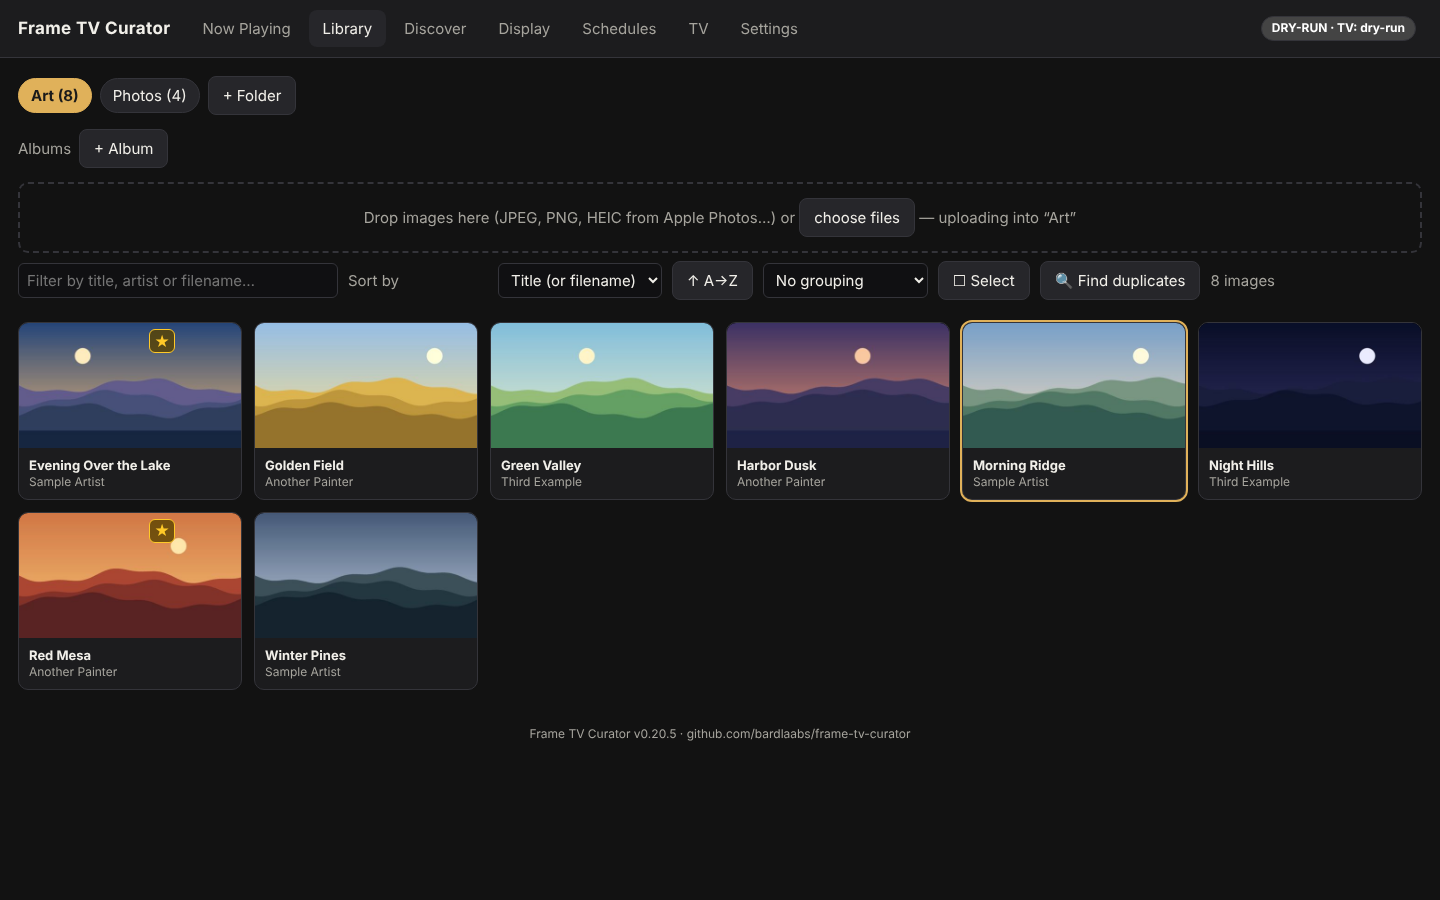 Frame TV Curator Now Playing Library Discover Display Schedules TV Settings DRY-RUN · TV: dry-run
Art (8) Photos (4) + Folder
Albums + Album
Drop images here (JPEG, PNG, HEIC from Apple Photos...) or choose files — uploading into “Art”
Filter by title, artist or filename... Sort by Title (or filename) ↑ A→Z No grouping ☐ Select 🔍 Find duplicates 8 images
Evening Over the Lake Golden Field Green Valley Harbor Dusk Morning Ridge Night Hills
Sample Artist Another Painter Third Example Another Painter Sample Artist Third Example
Red Mesa Winter Pines
Another Painter Sample Artist
Frame TV Curator v0.20.5 · github.com/bardlaabs/frame-tv-curator